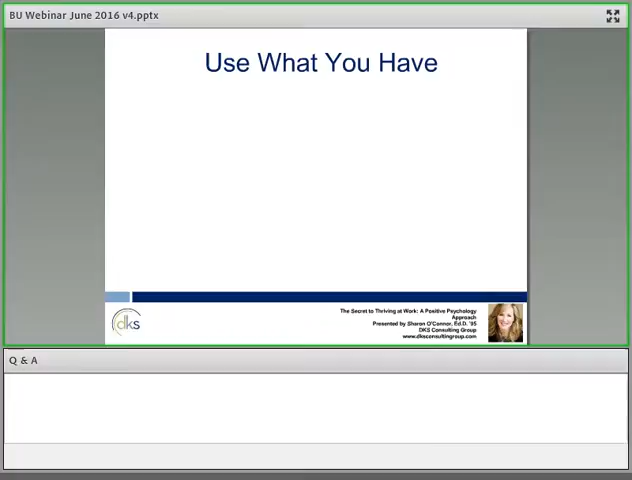 BU Webinar June 2016 v4.pptx
Use What You Have
dks
The Secret to Thriving at Work: A Positive Psychology
Approach
Presented by Sharon O'Connor, Ed.D. '95
DKS Consulting Group
www.dksconsultinggroup.com
Q & A